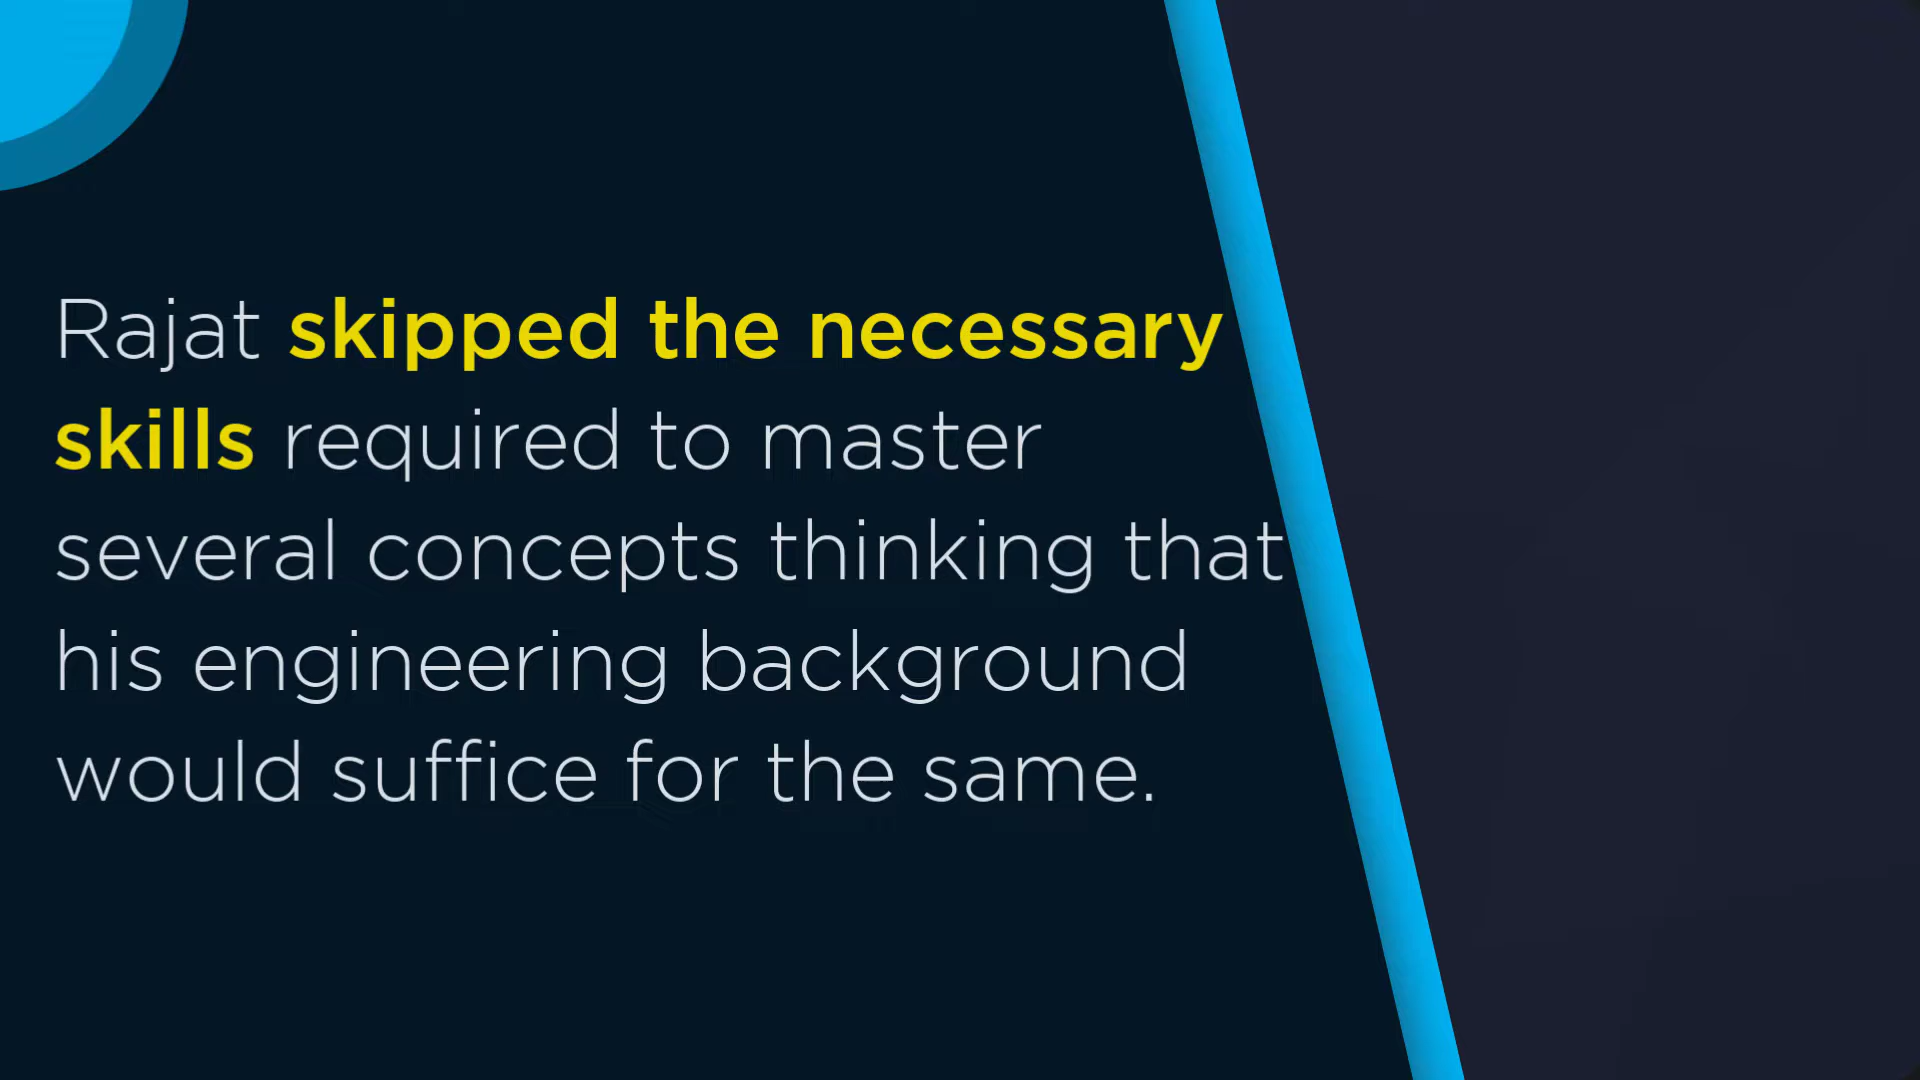 Rajat skipped the necessary
skills required to master
several concepts thinking that
his engineering background
would suffice for the same.